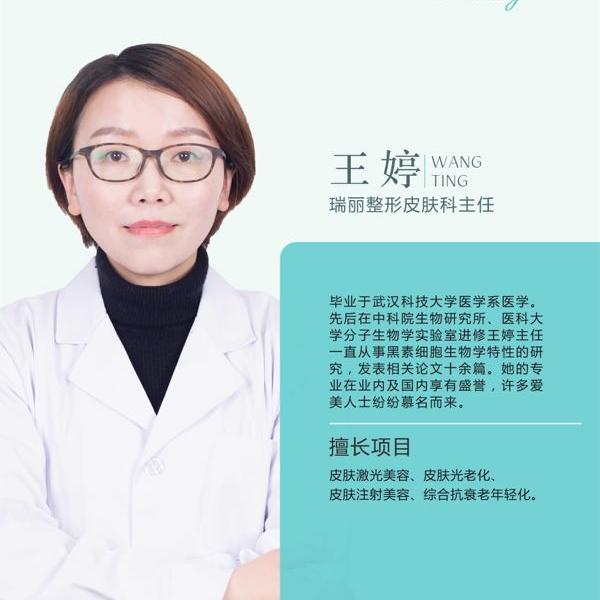 王婷
WANG
TING
瑞丽整形皮肤科主任
毕业于武汉科技大学医学系医学。
先后在中科院生物研究所、医科大
学分子生物学实验室进修王婷主任
一直从事黑素细胞生物学特性的研
究，发表相关论文十余篇。她的专
业在业内及国内享有盛誉，许多爱
美人士纷纷慕名而来。
擅长项目
皮肤激光美容、皮肤光老化、
皮肤注射美容、综合抗衰老年轻化。